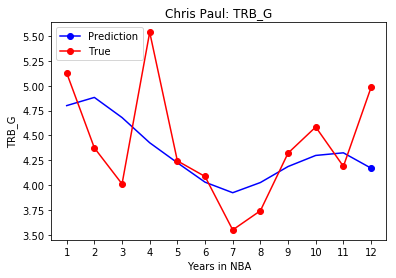 Chris Paul: TRB_G
Prediction
True
TRB_G
5.50
5.25
5.00
4.75
4.50
4.25
4.00
3.75
3.50
1 2 3 4 5 6 7 8 9 10 11 12
Years in NBA